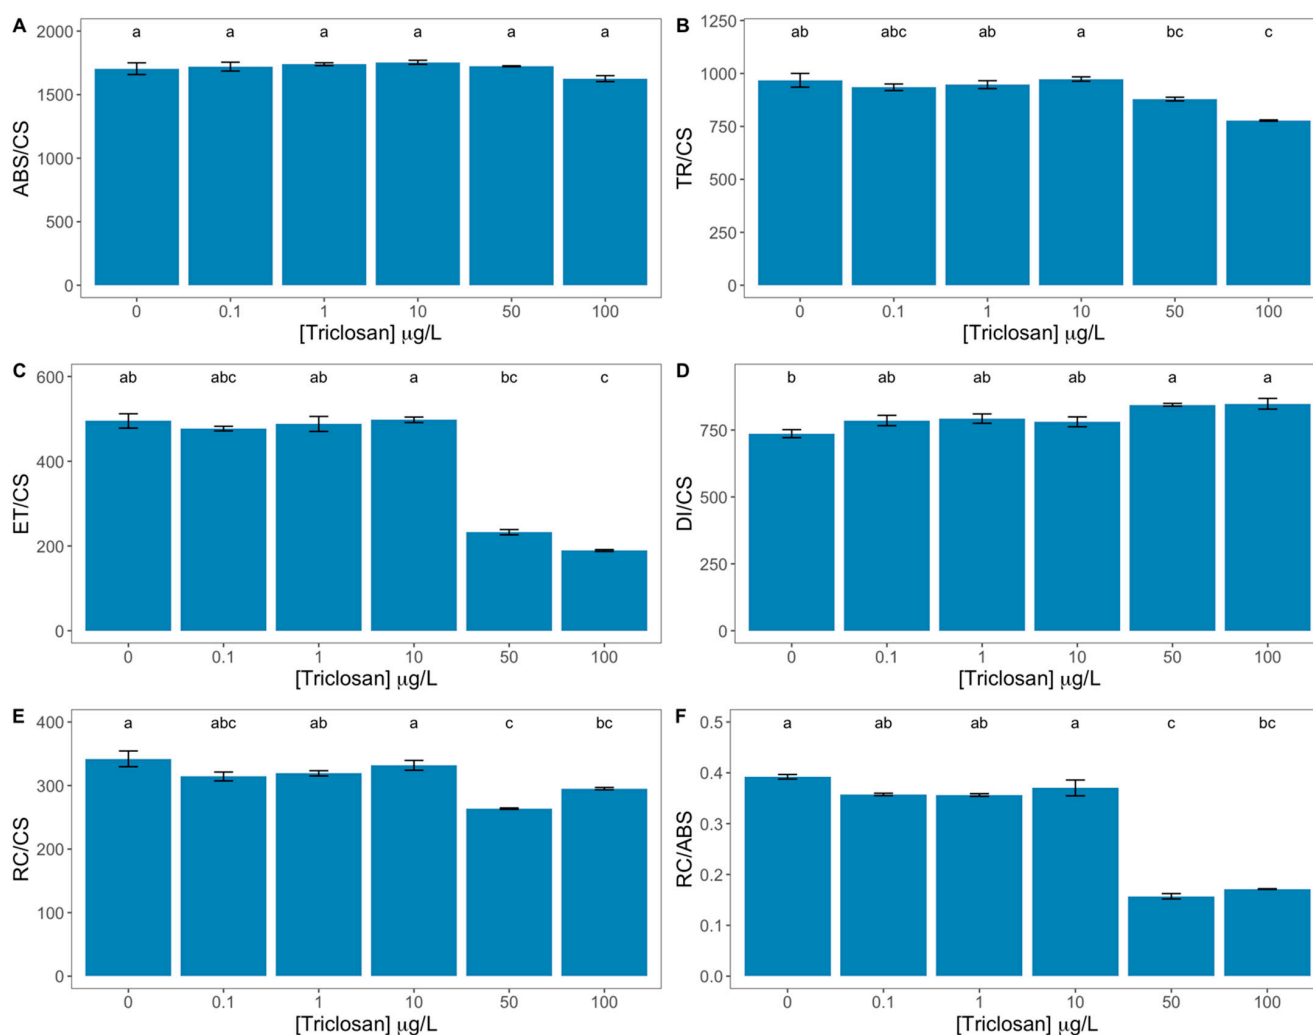 A
ABS/CS
2000
1500
1000
500
0
a a a a a a
0 0.1 1 10 50 100
[Triclosan] µg/L
B
TR/CS
1250
1000
750
500
250
0
ab abc ab a bc c
0 0.1 1 10 50 100
[Triclosan] µg/L
C
ET/CS
600
400
200
0
ab abc ab a bc c
0 0.1 1 10 50 100
[Triclosan] µg/L
D
DI/CS
750
500
250
0
b ab ab ab a a
0 0.1 1 10 50 100
[Triclosan] µg/L
E
RC/CS
400
300
200
100
0
a abc ab a c bc
0 0.1 1 10 50 100
[Triclosan] µg/L
F
RC/ABS
0.5
0.4
0.3
0.2
0.1
0.0
a ab ab a c bc
0 0.1 1 10 50 100
[Triclosan] µg/L